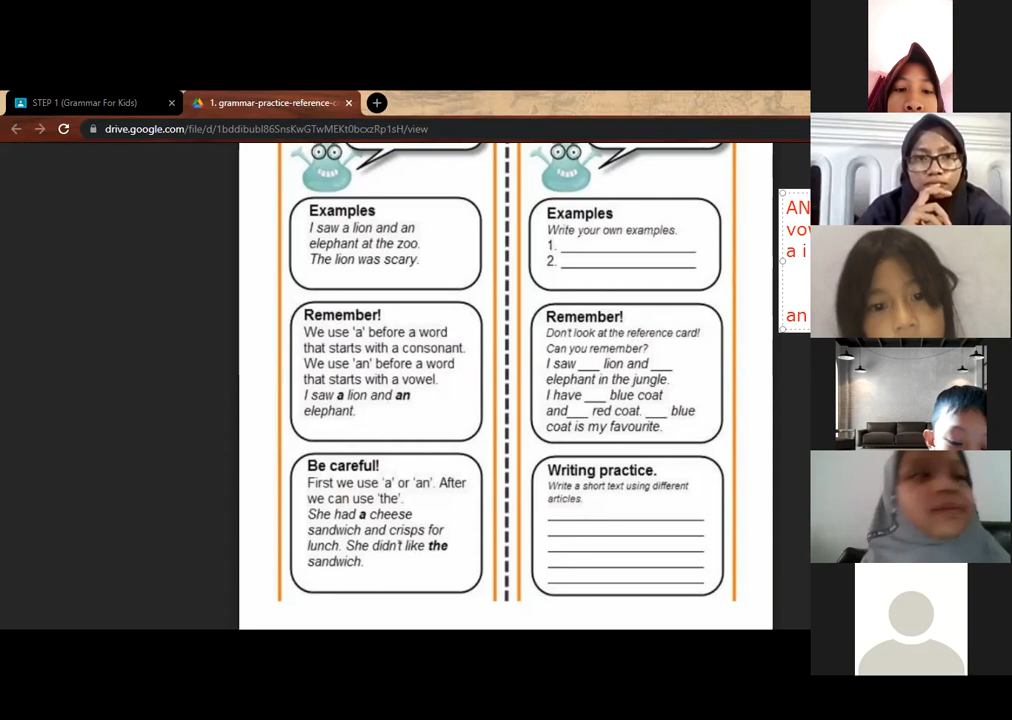 STEP 1 (Grammar For Kids)
1. grammar-practice-reference-c
drive.google.com/file/d/1bddibubl86SnsKwGTwMEKt0bcxzRp1sH/view
Examples
I saw a lion and an
elephant at the zoo.
The lion was scary.
Remember!
We use 'a' before a word
that starts with a consonant.
We use 'an' before a word
that starts with a vowel.
I saw a lion and an
elephant.
Be careful!
First we use 'a' or 'an'. After
we can use 'the'.
She had a cheese
sandwich and crisps for
lunch. She didn't like the
sandwich.
Examples
Write your own examples.
1. ____________________
2. ____________________
Remember!
Don't look at the reference card!
Can you remember?
I saw ___ lion and ___
elephant in the jungle.
I have ___ blue coat
and___ red coat. ___ blue
coat is my favourite.
Writing practice.
Write a short text using different
articles.
AN
vo
a i
an